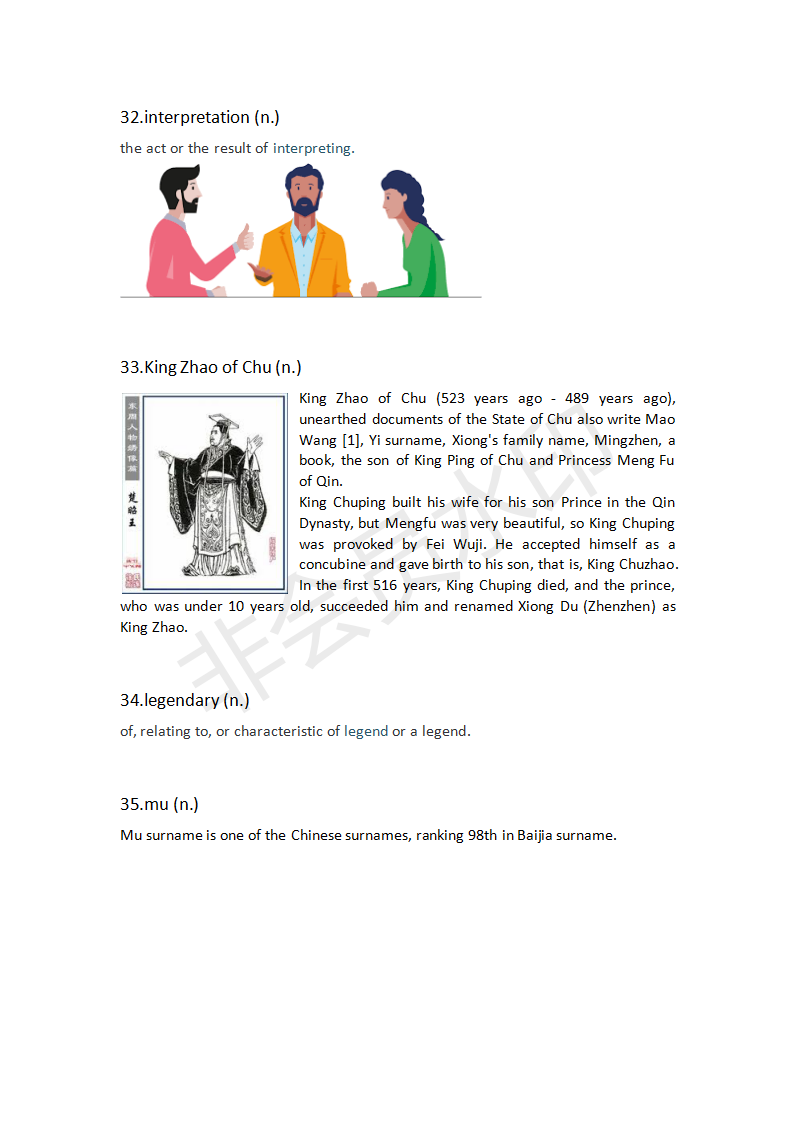 32.interpretation (n.)
the act or the result of interpreting.
33.King Zhao of Chu (n.)
东周人物绣像篇
楚昭王
King Zhao of Chu (523 years ago - 489 years ago),
unearthed documents of the State of Chu also write Mao
Wang [1], Yi surname, Xiong's family name, Mingzhen, a
book, the son of King Ping of Chu and Princess Meng Fu
of Qin.
King Chuping built his wife for his son Prince in the Qin
Dynasty, but Mengfu was very beautiful, so King Chuping
was provoked by Fei Wuji. He accepted himself as a
concubine and gave birth to his son, that is, King Chuzhao.
In the first 516 years, King Chuping died, and the prince,
who was under 10 years old, succeeded him and renamed Xiong Du (Zhenzhen) as
King Zhao.
34.legendary (n.)
of, relating to, or characteristic of legend or a legend.
35.mu (n.)
Mu surname is one of the Chinese surnames, ranking 98th in Baijia surname.
非会员水印